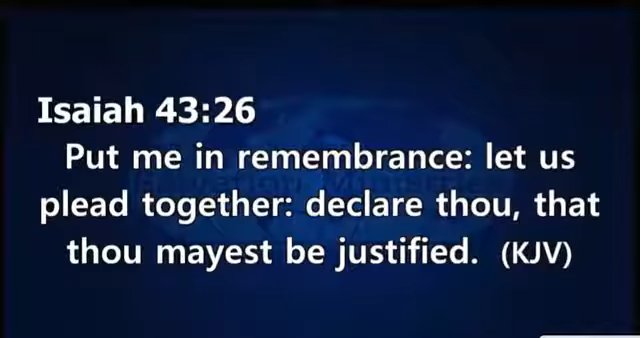 Isaiah 43:26
Put me in remembrance: let us
plead together: declare thou, that
thou mayest be justified. (KJV)